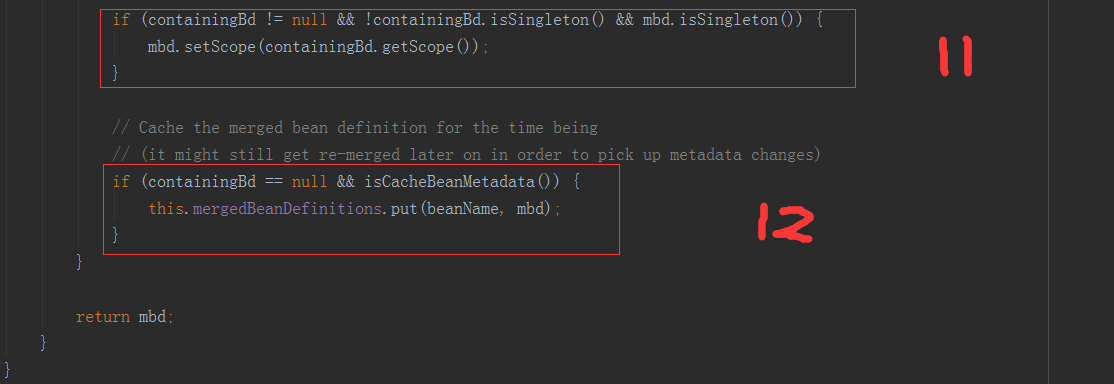 if (containingBd != null && !containingBd.isSingleton() && mbd.isSingleton()) {
mbd.setScope(containingBd.getScope());
}
11
// Cache the merged bean definition for the time being
// (it might still get re-merged later on in order to pick up metadata changes)
if (containingBd == null && isCacheBeanMetadata()) {
this.mergedBeanDefinitions.put(beanName, mbd);
}
12
}
return mbd;
}
}